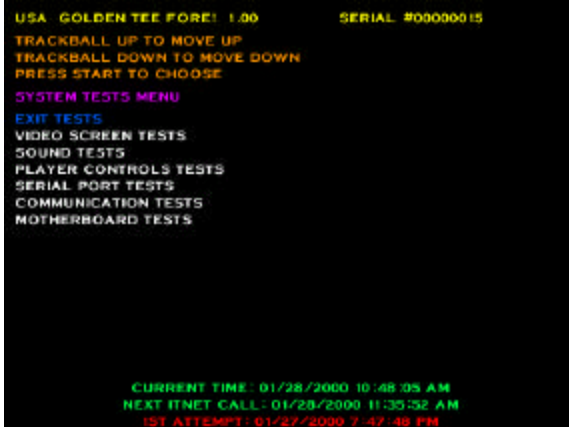 USA GOLDEN TEE FORE! 1.00 SERIAL #00000015
TRACKBALL UP TO MOVE UP
TRACKBALL DOWN TO MOVE DOWN
PRESS START TO CHOOSE
SYSTEM TESTS MENU
EXIT TESTS
VIDEO SCREEN TESTS
SOUND TESTS
PLAYER CONTROLS TESTS
SERIAL PORT TESTS
COMMUNICATION TESTS
MOTHERBOARD TESTS
CURRENT TIME: 01/28/2000 10:48:05 AM
NEXT ITNET CALL: 01/28/2000 11:35:52 AM
1ST ATTEMPT: 01/27/2000 7:47:48 PM